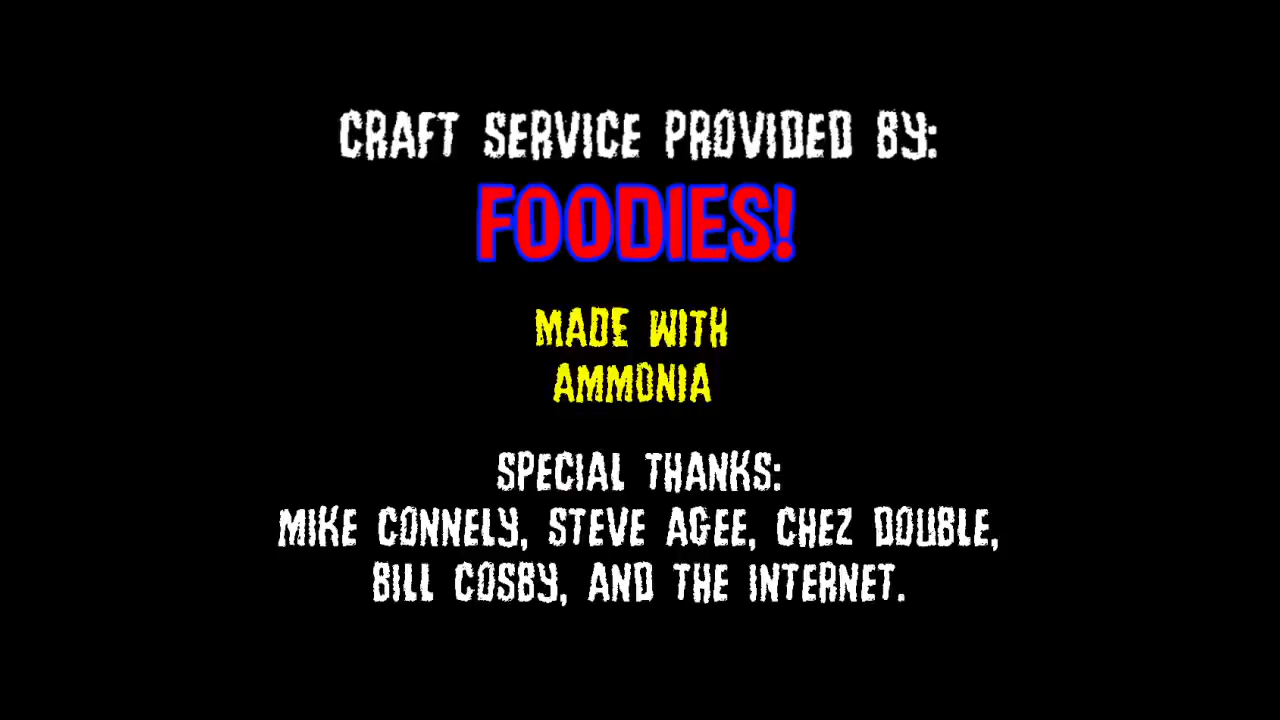 CRAFT SERVICE PROVIDED BY:
FOODIES!
MADE WITH
AMMONIA
SPECIAL THANKS:
MIKE CONNELY, STEVE AGEE, CHEZ DOUBLE,
BILL COSBY, AND THE INTERNET.